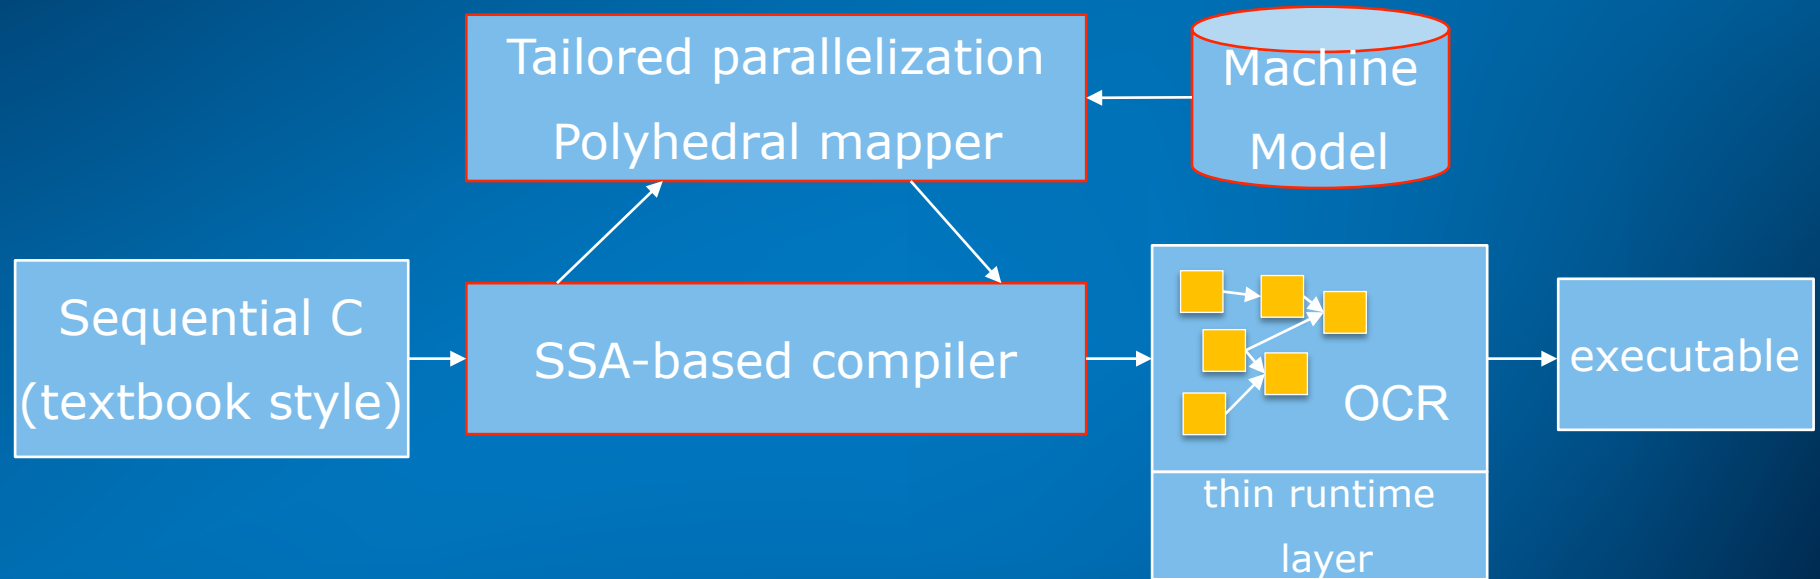 Tailored parallelization
Polyhedral mapper
Machine
Model
Sequential C
(textbook style)
SSA-based compiler
OCR
thin runtime
layer
executable